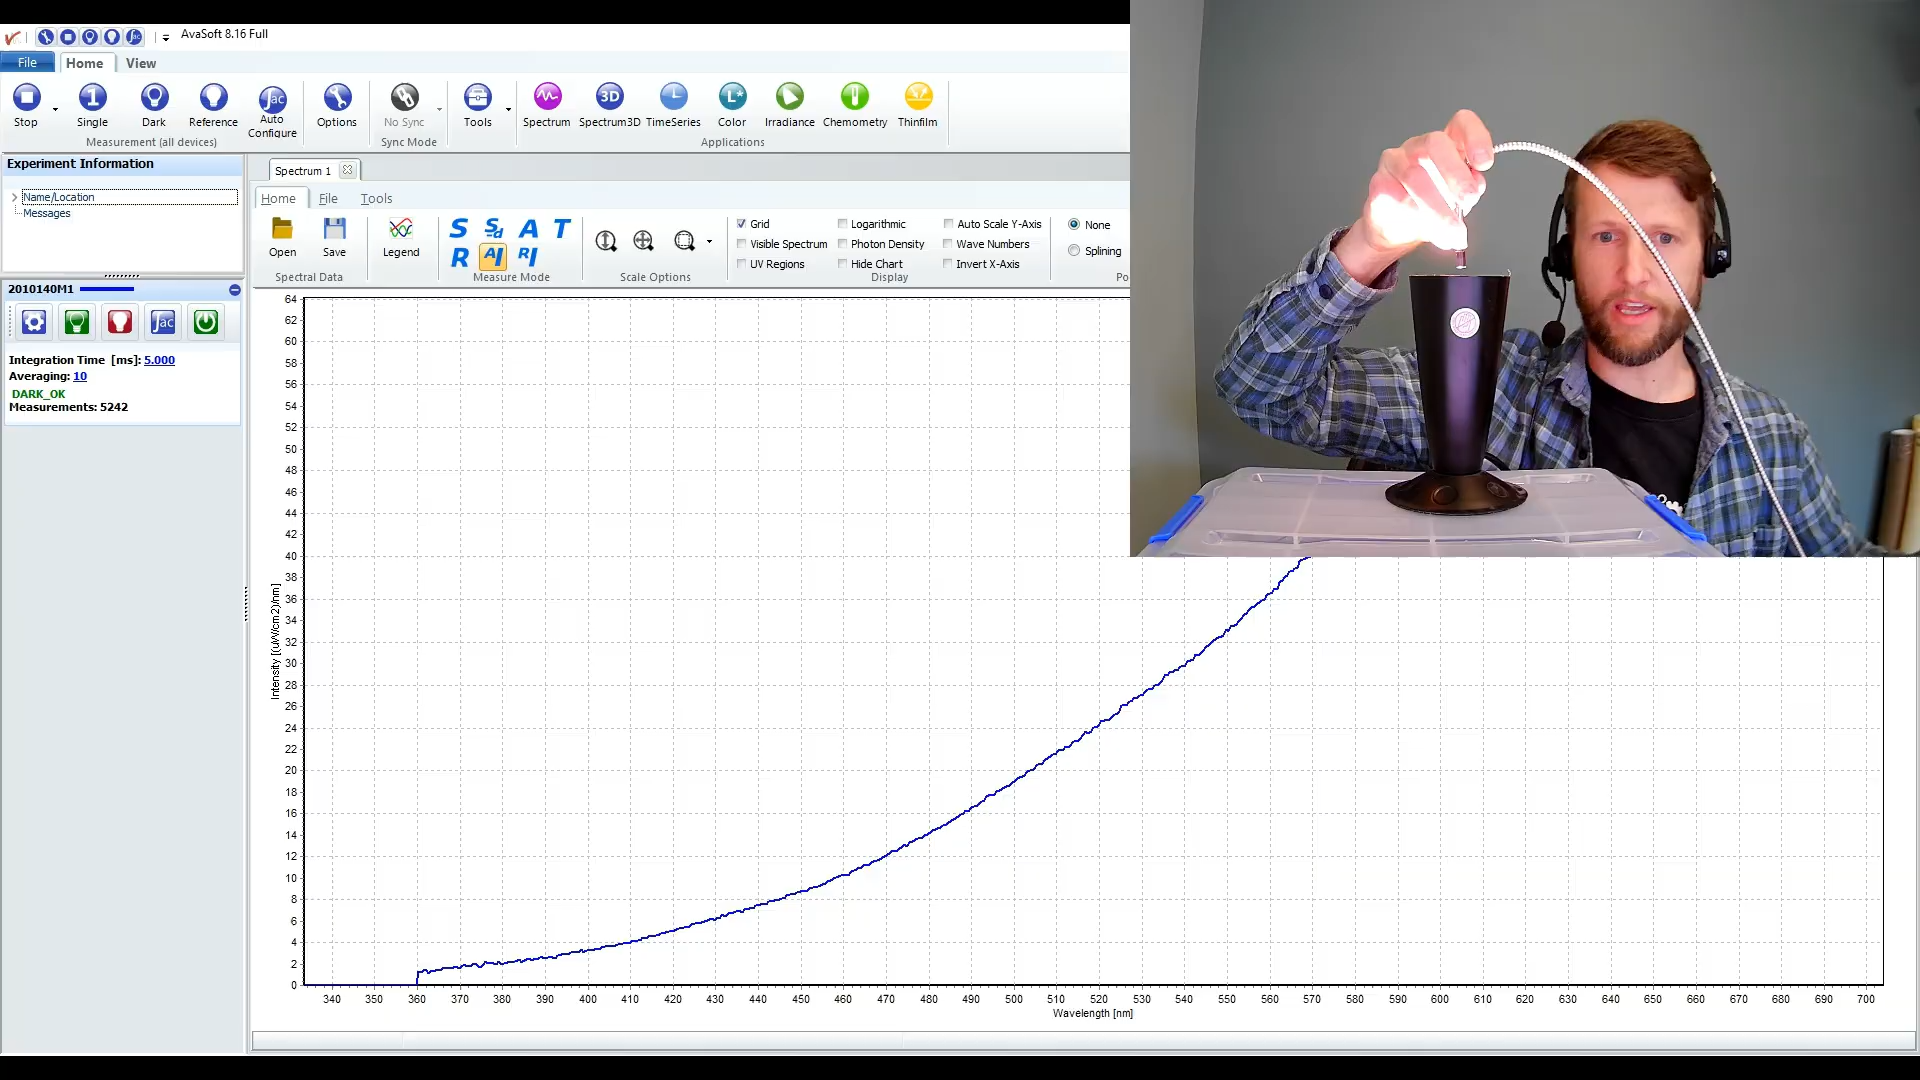 AvaSoft 8.16 Full
File Home View
Stop Single Dark Reference Auto Configure Options No Sync Tools Spectrum Spectrum3D TimeSeries Color Irradiance Chemometry Thinfilm
Measurement (all devices) Sync Mode Applications
Experiment Information
Name/Location
Messages
2010140M1
Jac
Integration Time [ms]: 5.000
Averaging: 10
DARK_OK
Measurements: 5242
Spectrum 1
Home File Tools
Open Save Legend
S Sd A T
R AI RI
Grid Logarithmic Auto Scale Y-Axis None
Visible Spectrum Photon Density Wave Numbers Splining
UV Regions Hide Chart Invert X-Axis
Spectral Data Measure Mode Scale Options Display Po
64
62
60
58
56
54
52
50
48
46
44
42
40
38
36
34
32
30
28
26
24
22
20
18
16
14
12
10
8
6
4
2
0
Intensity [(uW/cm2)/nm]
340 350 360 370 380 390 400 410 420 430 440 450 460 470 480 490 500 510 520 530 540 550 560 570 580 590 600 610 620 630 640 650 660 670 680 690 700
Wavelength [nm]